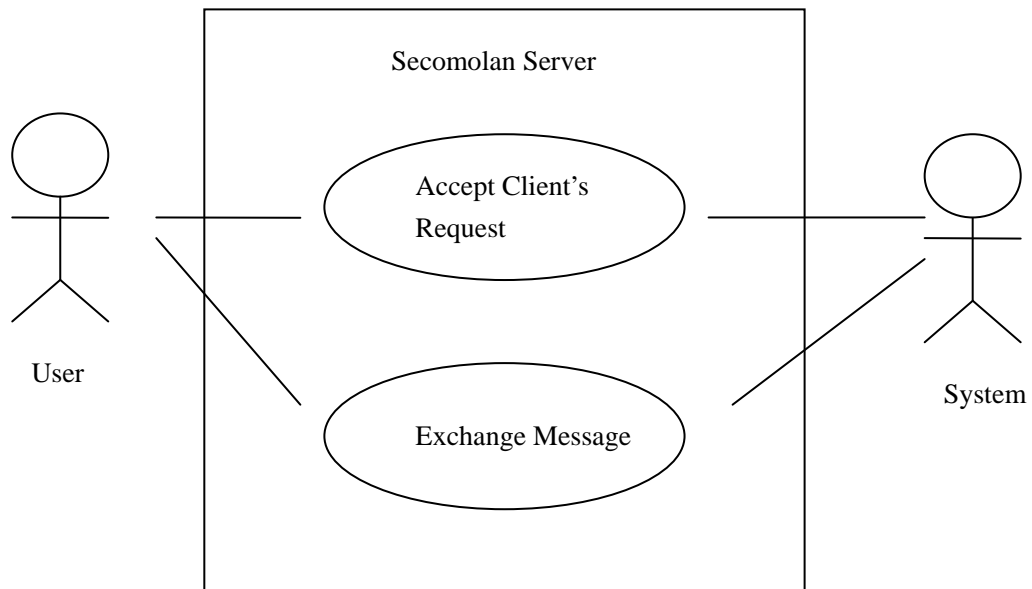 Secomolan Server
Accept Client's
Request
User
System
Exchange Message